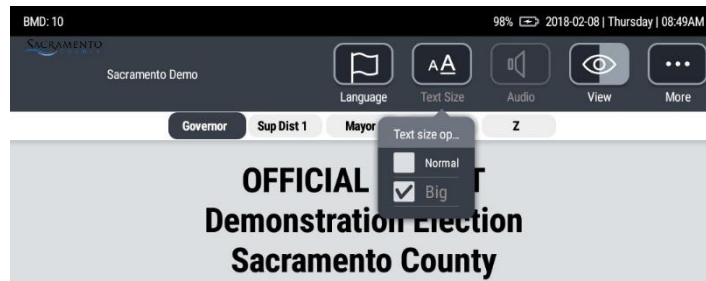 BMD: 10
98% 2018-02-08 | Thursday | 08:49AM
SACRAMENTO
COUNTY
Sacramento Demo
Language
Text Size
Audio
View
More
Governor
Sup Dist 1
Mayor
Z
Text size op...
Normal
Big
OFFICIAL
Demonstration Election
Sacramento County